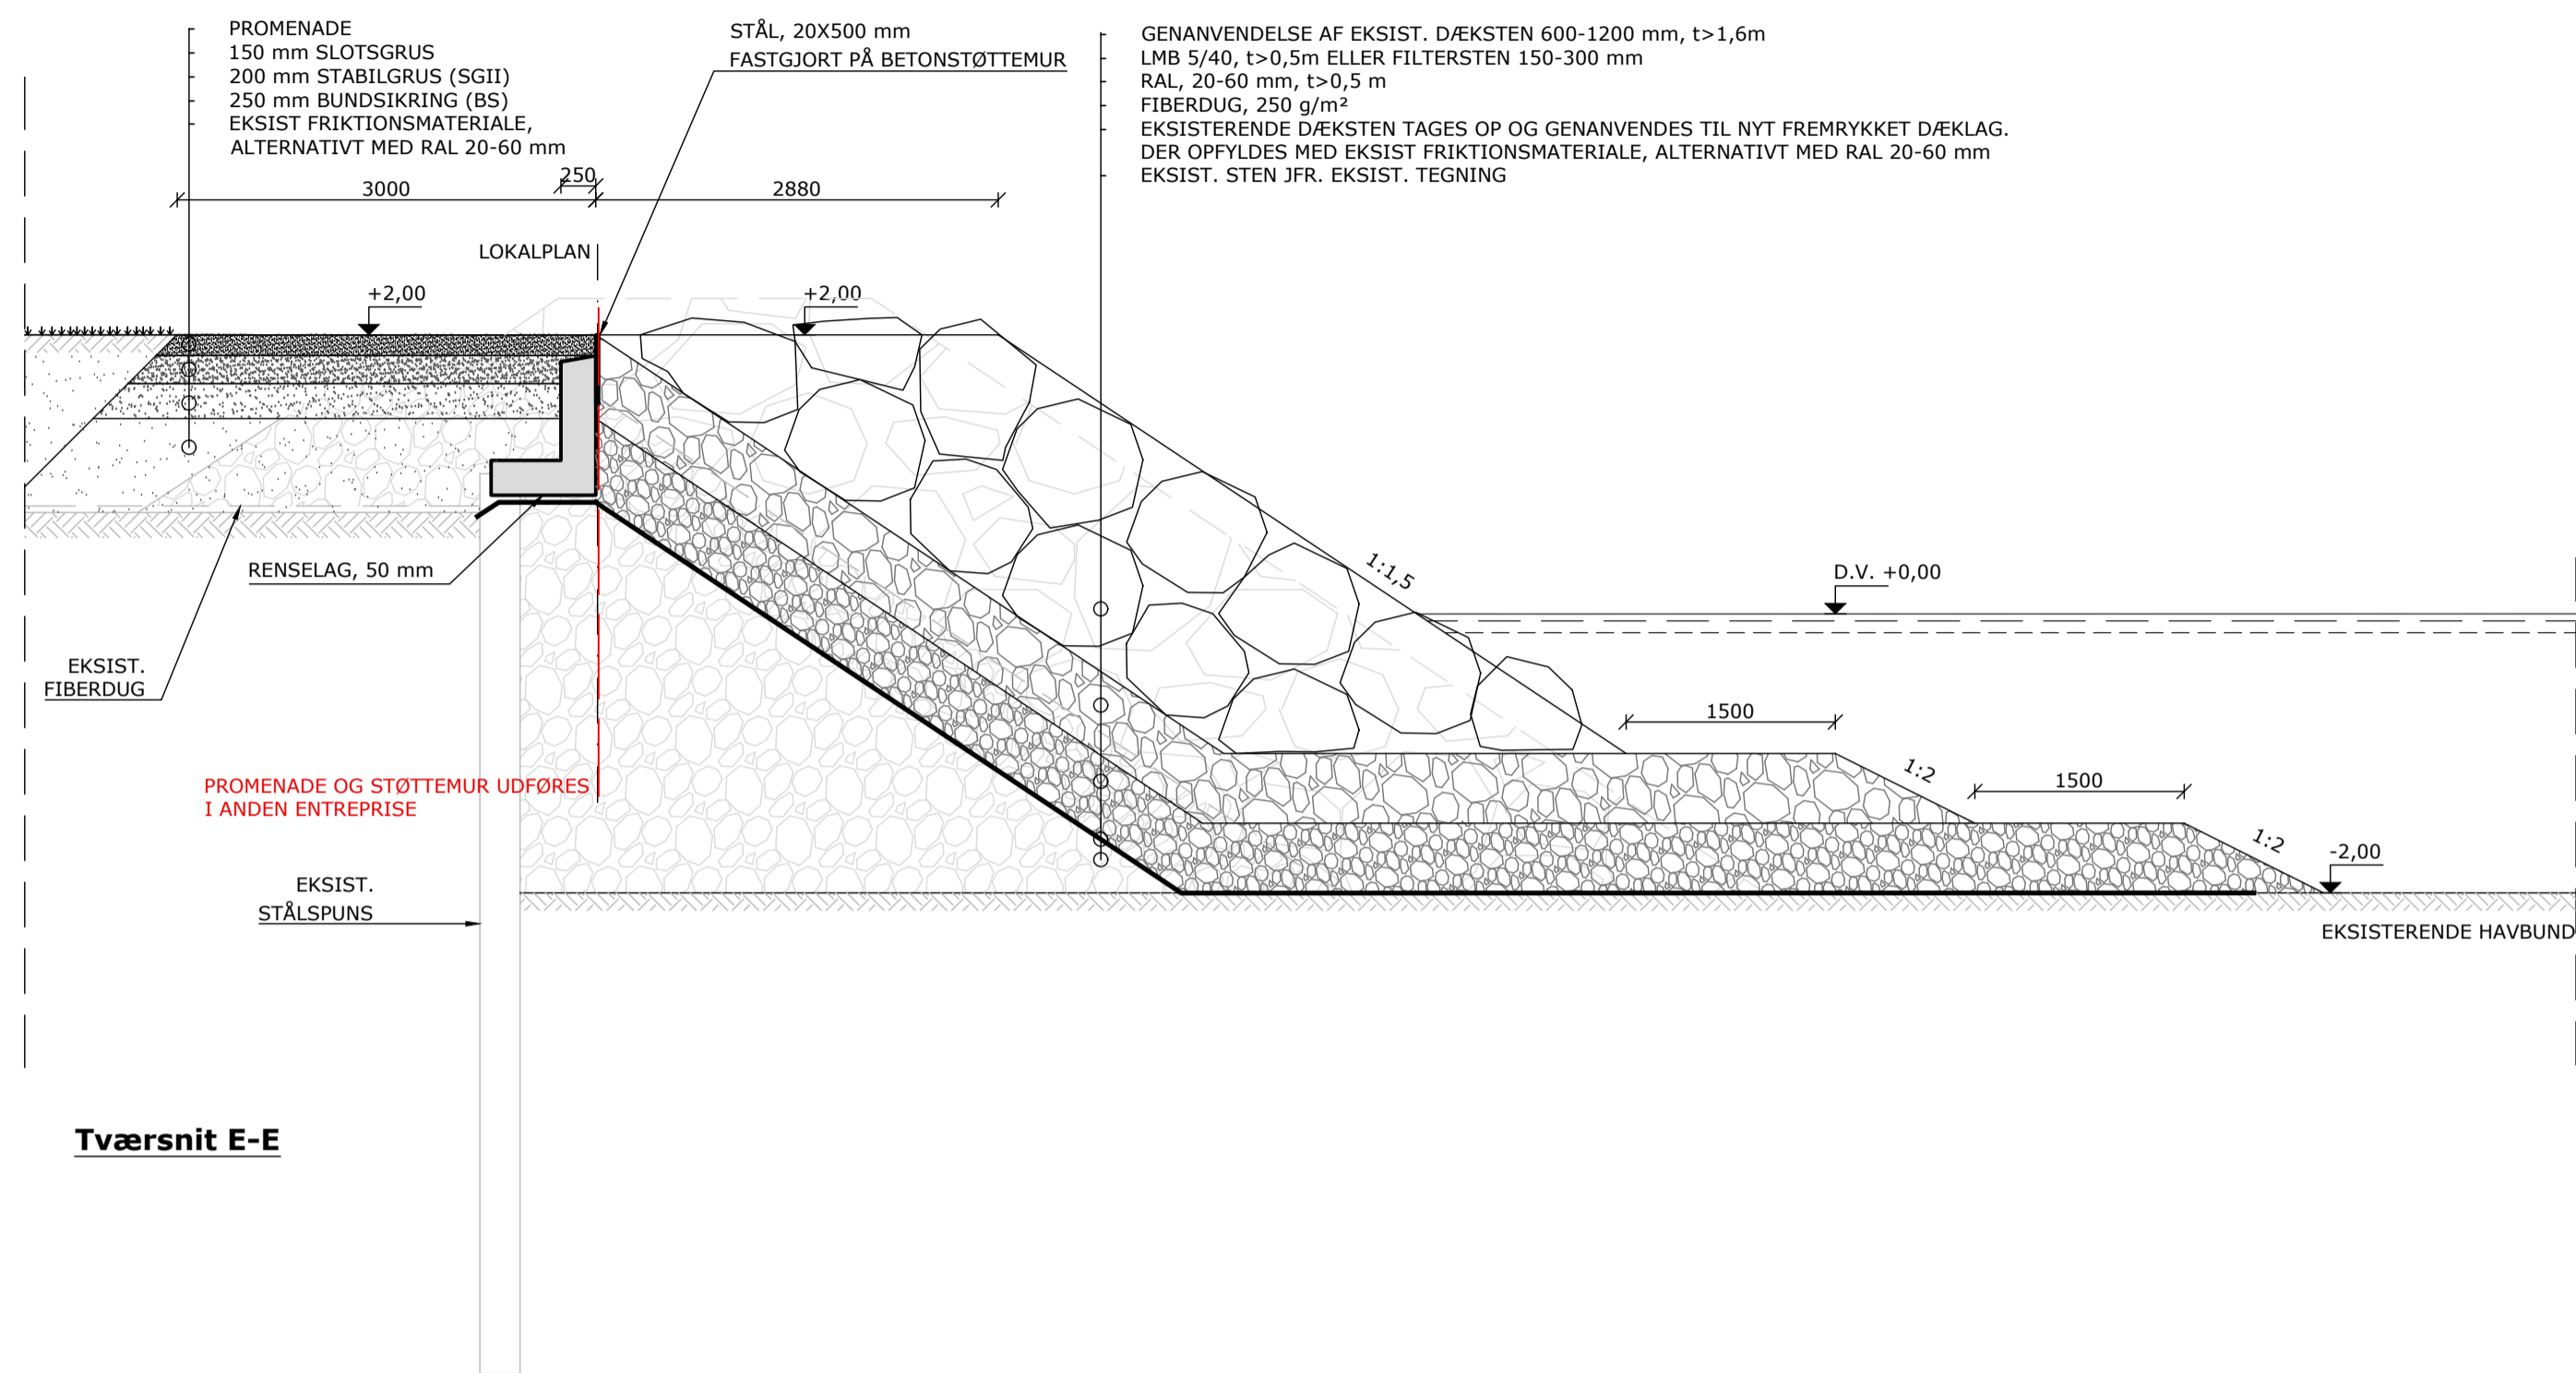 PROMENADE
150 mm SLOTSGRUS
200 mm STABILGRUS (SGII)
250 mm BUNDSIKRING (BS)
EKSIST FRIKTIONSMATERIALE,
ALTERNATIVT MED RAL 20-60 mm
STÅL, 20X500 mm
FASTGJORT PÅ BETONSTØTTEMUR
GENANVENDELSE AF EKSIST. DÆKSTEN 600-1200 mm, t>1,6m
LMB 5/40, t>0,5m ELLER FILTERSTEN 150-300 mm
RAL, 20-60 mm, t>0,5 m
FIBERDUG, 250 g/m²
EKSISTERENDE DÆKSTEN TAGES OP OG GENANVENDES TIL NYT FREMRYKKET DÆKLAG.
DER OPFYLDES MED EKSIST FRIKTIONSMATERIALE, ALTERNATIVT MED RAL 20-60 mm
EKSIST. STEN JFR. EKSIST. TEGNING
250
3000
2880
LOKALPLAN
+2,00
+2,00
1:1,5
D.V. +0,00
RENSELAG, 50 mm
EKSIST.
FIBERDUG
1500
1:2
1500
1:2
-2,00
PROMENADE OG STØTTEMUR UDFØRES
I ANDEN ENTREPRISE
EKSIST.
STÅLSPUNS
EKSISTERENDE HAVBUND
Tværsnit E-E